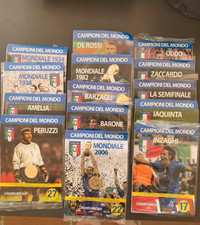 CAMPIONI DEL MONDO
MONDIALE 1934
CAMPIONI DEL MONDO
MONDIALE
1938
CAMPIONI DEL MONDO
AMELIA
CAMPIONI DEL MONDO
PERUZZI
27
CAMPIONI DEL MONDO
DE ROSSI
CAMPIONI DEL MONDO
MONDIALE
1982
CAMPIONI DEL MONDO
BARZAGLI
CAMPIONI DEL MONDO
BARONE
CAMPIONI DEL MONDO
MONDIALE
2006
22
CAMPIONI DEL MONDO
ODDO
CAMPIONI DEL MONDO
ZACCARDO
CAMPIONI DEL MONDO
LA SEMIFINALE
CAMPIONI DEL MONDO
IAQUINTA
CAMPIONI DEL MONDO
INZAGHI
17